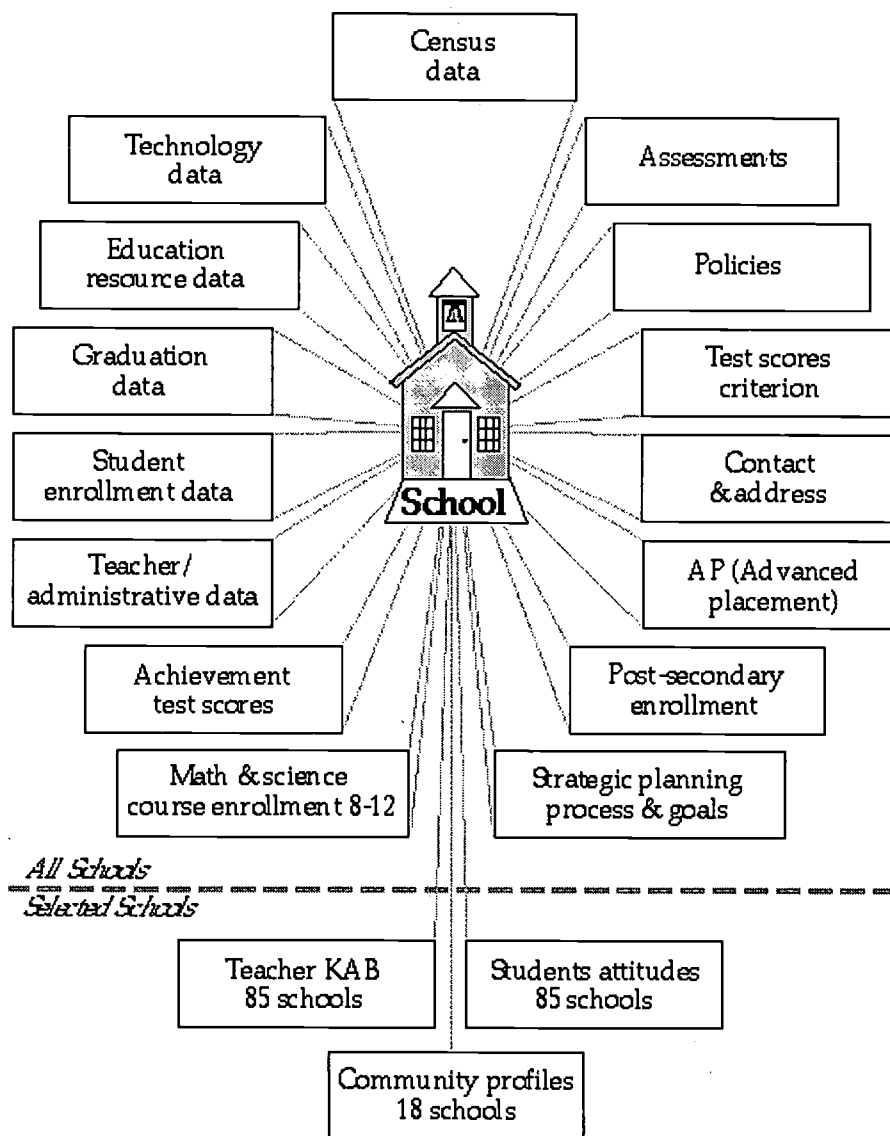 Census
data
Technology
data
Assessments
Education
resource data
Policies
Graduation
data
Test scores
criterion
Student
enrollment data
Contact
& address
School
Teacher/
administrative data
AP (Advanced
placement)
Achievement
test scores
Post-secondary
enrollment
Math & science
course enrollment 8-12
Strategic planning
process & goals
All Schools
Selected Schools
Teacher KAB
85 schools
Students attitudes
85 schools
Community profiles
18 schools